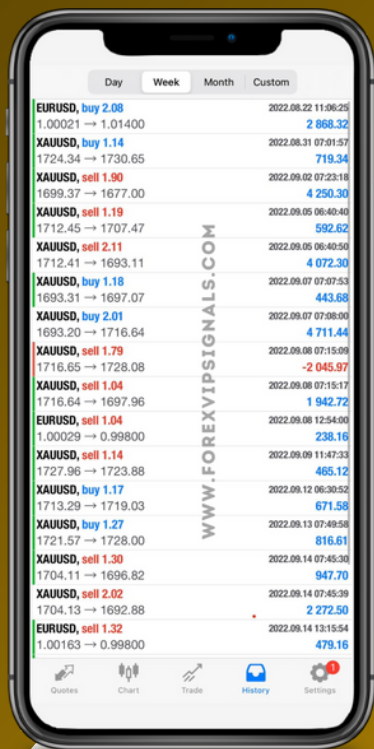 Day Week Month Custom
EURUSD, buy 2.08 2022.08.22 11:06:25
1.00021 → 1.01400 2 868.32
XAUUSD, buy 1.14 2022.08.31 07:01:57
1724.34 → 1730.65 719.34
XAUUSD, sell 1.90 2022.09.02 07:23:18
1699.37 → 1677.00 4 250.30
XAUUSD, sell 1.19 2022.09.05 06:40:40
1712.45 → 1707.47 592.62
XAUUSD, sell 2.11 2022.09.05 06:40:50
1712.41 → 1693.11 4 072.30
XAUUSD, buy 1.18 2022.09.07 07:07:53
1693.31 → 1697.07 443.68
XAUUSD, buy 2.01 2022.09.07 07:08:00
1693.20 → 1716.64 4 711.44
XAUUSD, sell 1.79 2022.09.08 07:15:09
1716.65 → 1728.08 -2 045.97
XAUUSD, sell 1.04 2022.09.08 07:15:17
1716.64 → 1697.96 1 942.72
EURUSD, sell 1.04 2022.09.08 12:54:00
1.00029 → 0.99800 238.16
XAUUSD, sell 1.14 2022.09.09 11:47:33
1727.96 → 1723.88 465.12
XAUUSD, buy 1.17 2022.09.12 06:30:52
1713.29 → 1719.03 671.58
XAUUSD, buy 1.27 2022.09.13 07:49:58
1721.57 → 1728.00 816.61
XAUUSD, sell 1.30 2022.09.14 07:45:30
1704.11 → 1696.82 947.70
XAUUSD, sell 2.02 2022.09.14 07:45:39
1704.13 → 1692.88 2 272.50
EURUSD, sell 1.32 2022.09.14 13:15:54
1.00163 → 0.99800 479.16
WWW.FOREXVIPSIGNALS.COM
1
Quotes Chart Trade History Settings